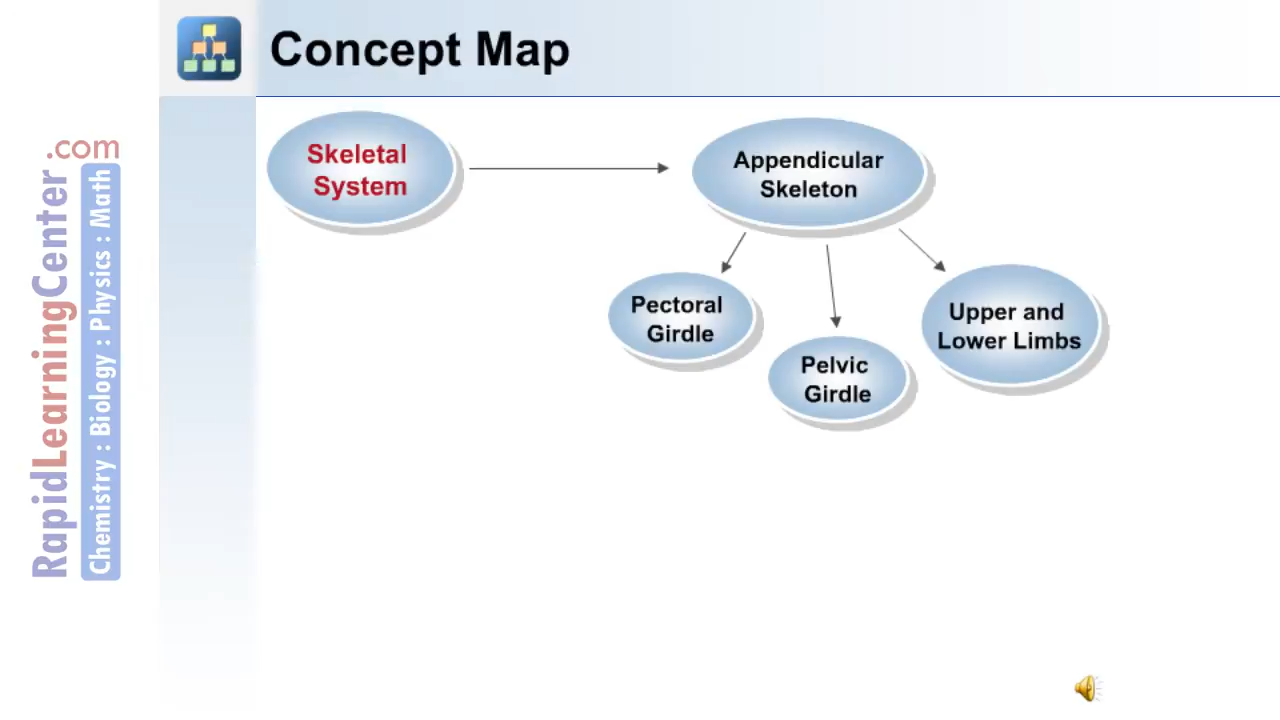 Concept Map
Skeletal
System
Appendicular
Skeleton
Pectoral
Girdle
Pelvic
Girdle
Upper and
Lower Limbs
RapidLearningCenter.com
Chemistry : Biology : Physics : Math